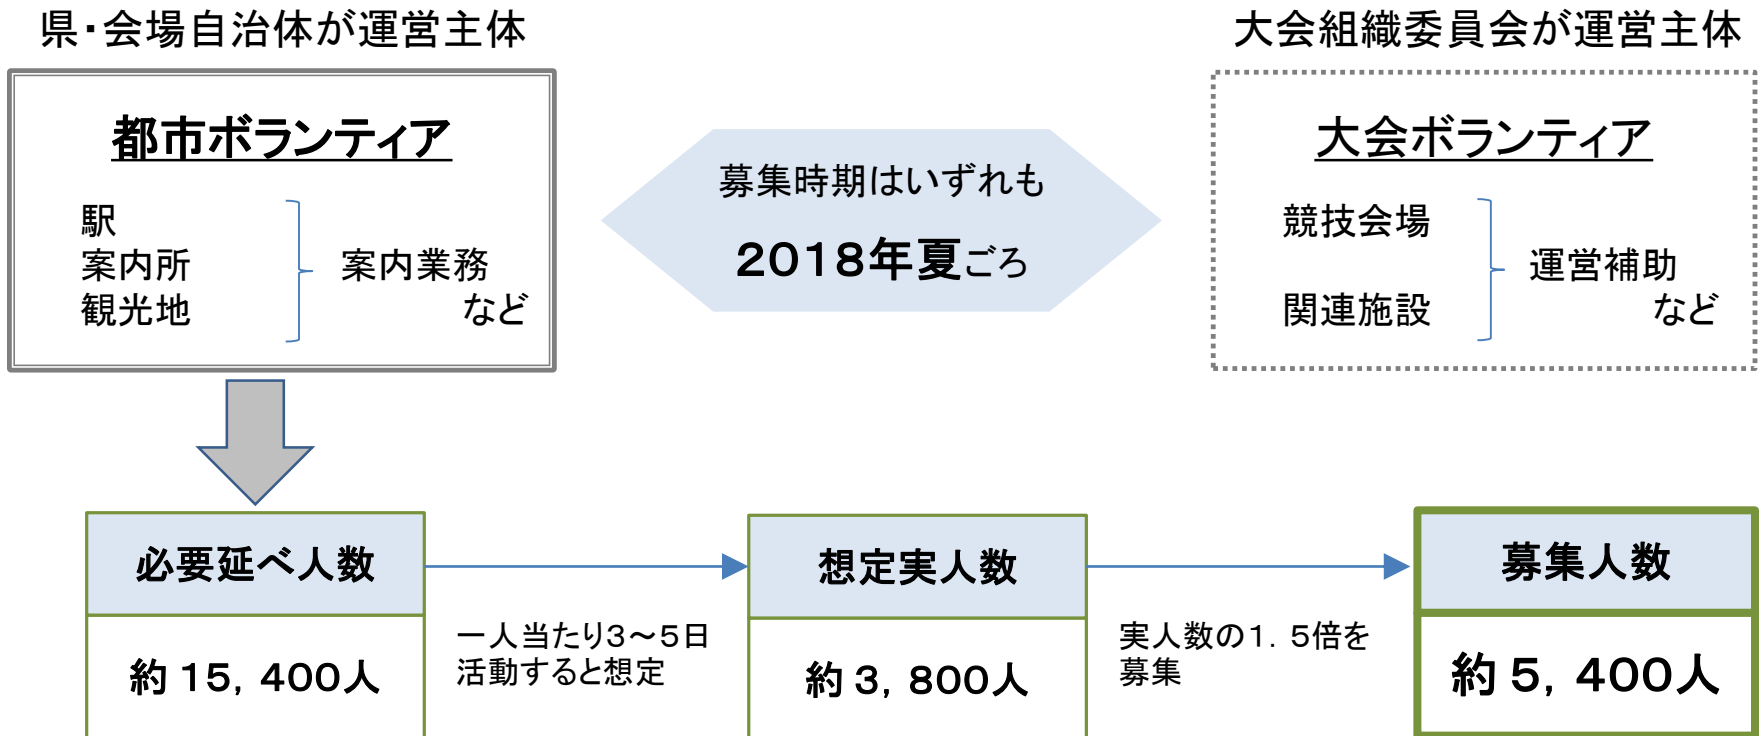 県・会場自治体が運営主体
都市ボランティア
駅
案内所
観光地
案内業務
など
募集時期はいずれも
2018年夏ごろ
大会組織委員会が運営主体
大会ボランティア
競技会場
関連施設
運営補助
など
必要延べ人数
約15,400人
一人当たり3~5日
活動すると想定
想定実人数
約3,800人
実人数の1.5倍を
募集
募集人数
約5,400人